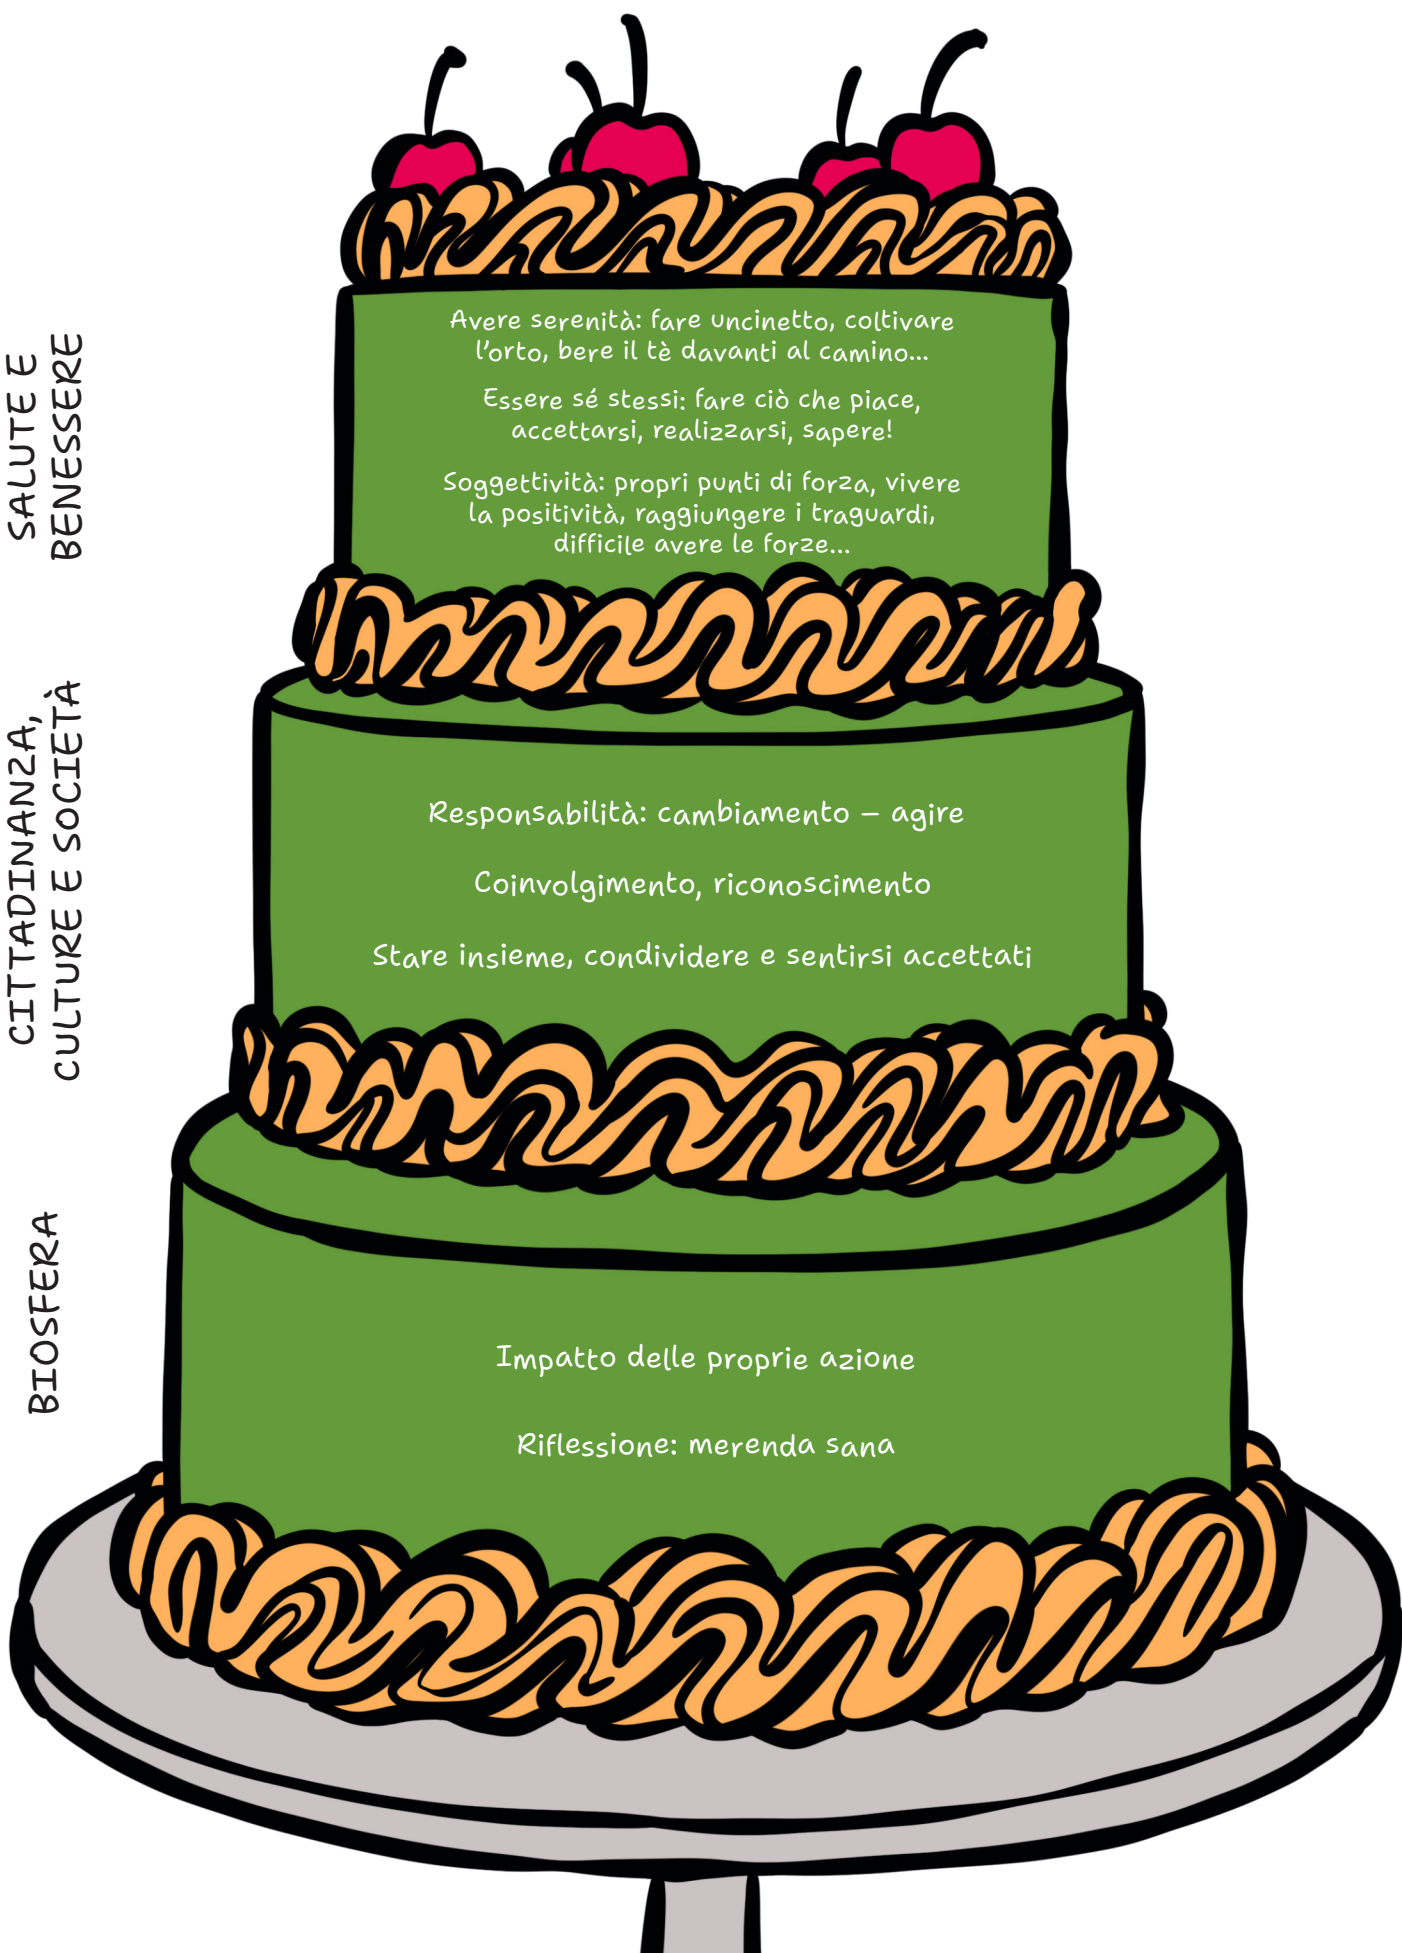 SALUTE E
BENESSERE
Avere serenità: fare uncinetto, coltivare
l'orto, bere il tè davanti al camino...
Essere sé stessi: fare ciò che piace,
accettarsi, realizzarsi, sapere!
Soggettività: propri punti di forza, vivere
la positività, raggiungere i traguardi,
difficile avere le forze...
CITTADINANZA,
CULTURE E SOCIETÀ
Responsabilità: cambiamento – agire
Coinvolgimento, riconoscimento
Stare insieme, condividere e sentirsi accettati
BIOSFERA
Impatto delle proprie azione
Riflessione: merenda sana